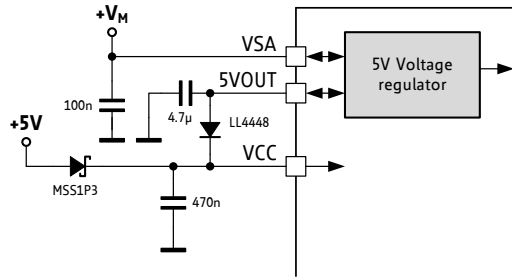 +VM
VSA
5V Voltage
regulator
5VOUT
100n
4.7µ
LL4448
+5V
VCC
MSS1P3
470n